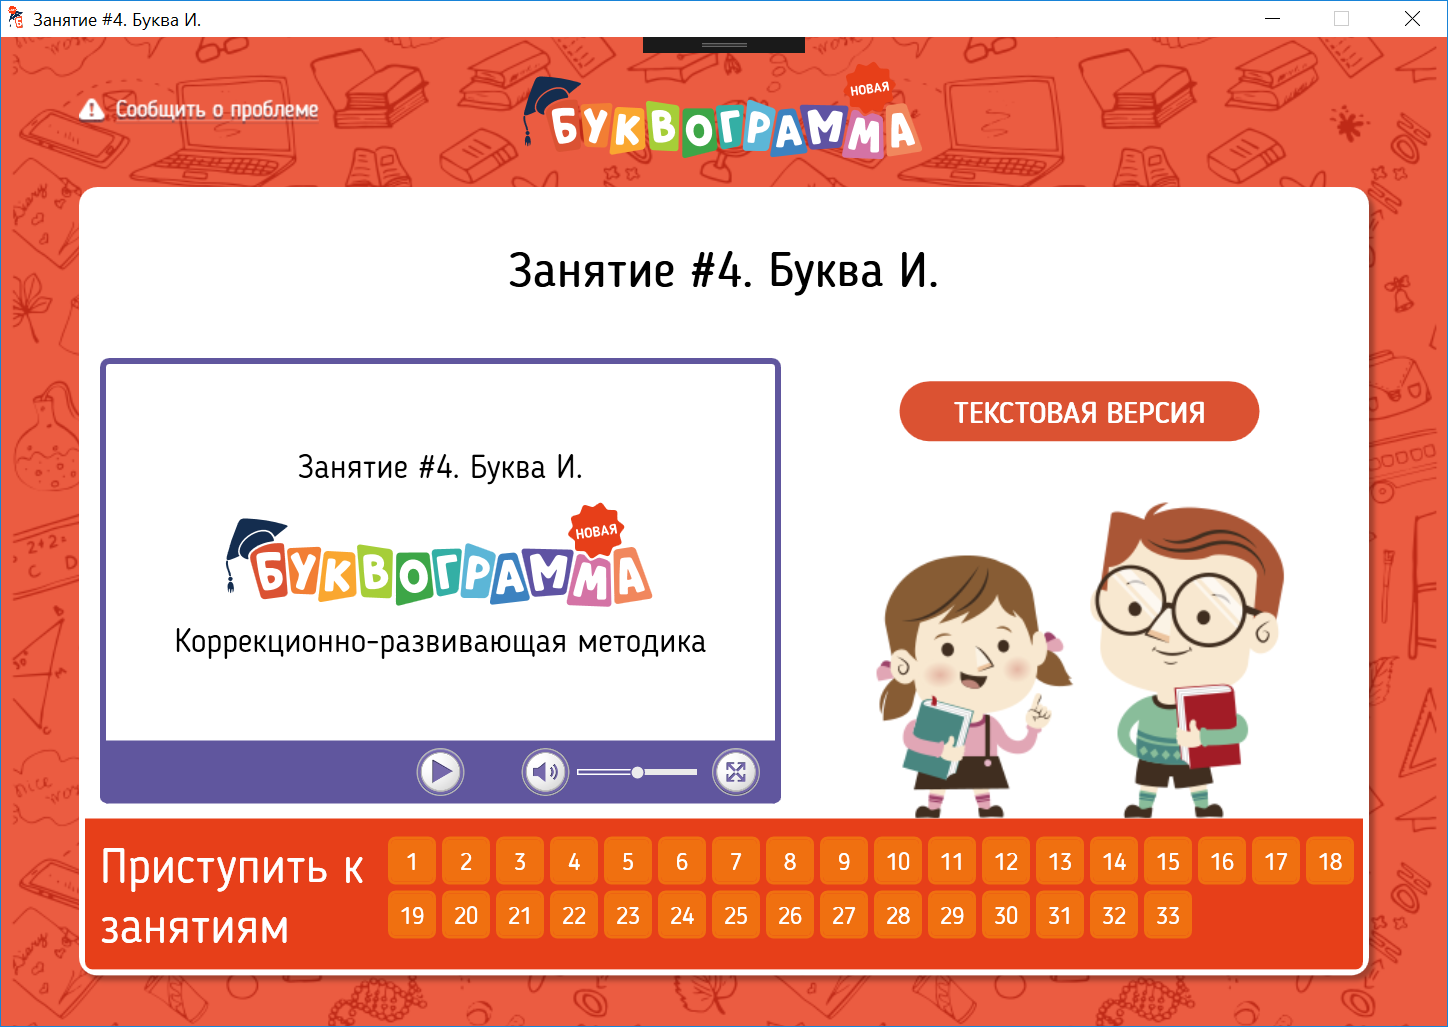 Занятие #4. Буква И.
Сообщить о проблеме
НОВАЯ
БУКВОГРАММА
Занятие #4. Буква И.
Занятие #4. Буква И.
НОВАЯ
БУКВОГРАММА
Коррекционно-развивающая методика
ТЕКСТОВАЯ ВЕРСИЯ
Приступить к
занятиям
1 2 3 4 5 6 7 8 9 10 11 12 13 14 15 16 17 18
19 20 21 22 23 24 25 26 27 28 29 30 31 32 33